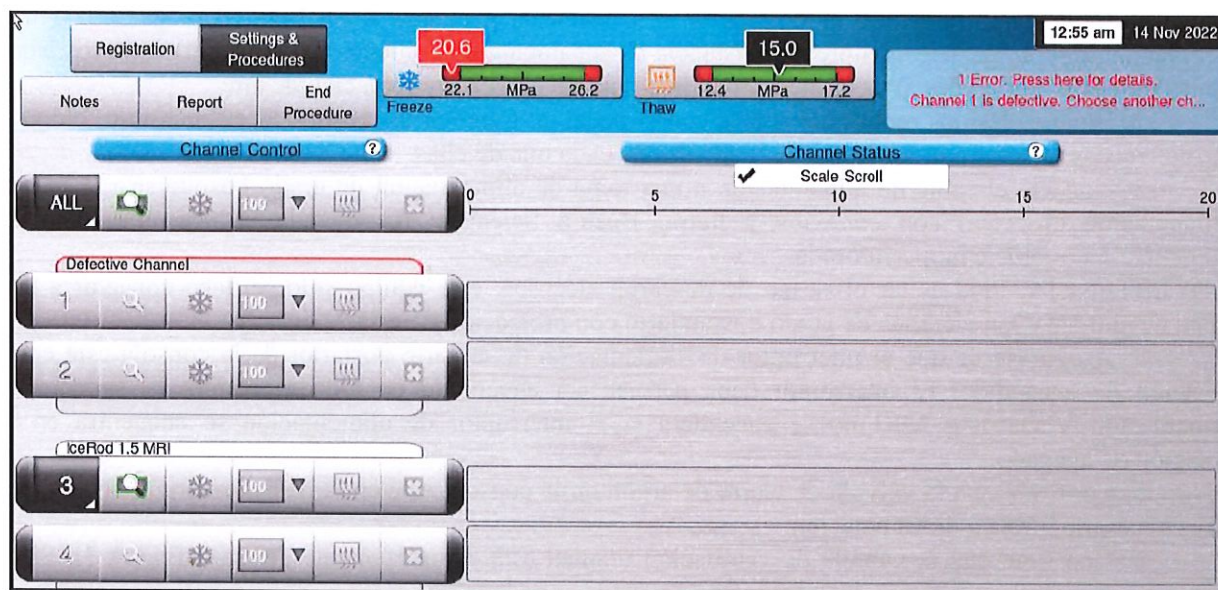 Registration
Settings &
Procedures
Notes
Report
End
Procedure
20.6
22.1 MPa 26.2
Freeze
15.0
12.4 MPa 17.2
Thaw
12:55 am 14 Nov 2022
1 Error. Press here for details.
Channel 1 is defective. Choose another ch...
Channel Control ?
Channel Status ?
✔ Scale Scroll
ALL 100
0 5 10 15 20
Defective Channel
1 100
2 100
IceRod 1.5 MRI
3 100
4 100